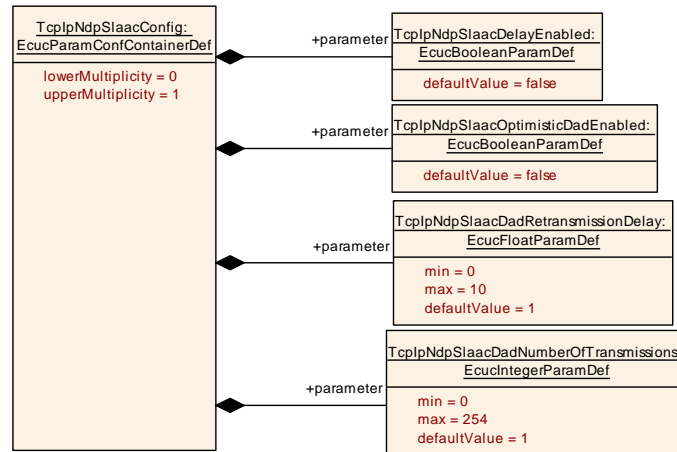 TcpIpNdpSlaacConfig:
EcucParamConfContainerDef
lowerMultiplicity = 0
upperMultiplicity = 1
+parameter
TcpIpNdpSlaacDelayEnabled:
EcucBooleanParamDef
defaultValue = false
+parameter
TcpIpNdpSlaacOptimisticDadEnabled:
EcucBooleanParamDef
defaultValue = false
+parameter
TcpIpNdpSlaacDadRetransmissionDelay:
EcucFloatParamDef
min = 0
max = 10
defaultValue = 1
+parameter
TcpIpNdpSlaacDadNumberOfTransmissions
EcucIntegerParamDef
min = 0
max = 254
defaultValue = 1